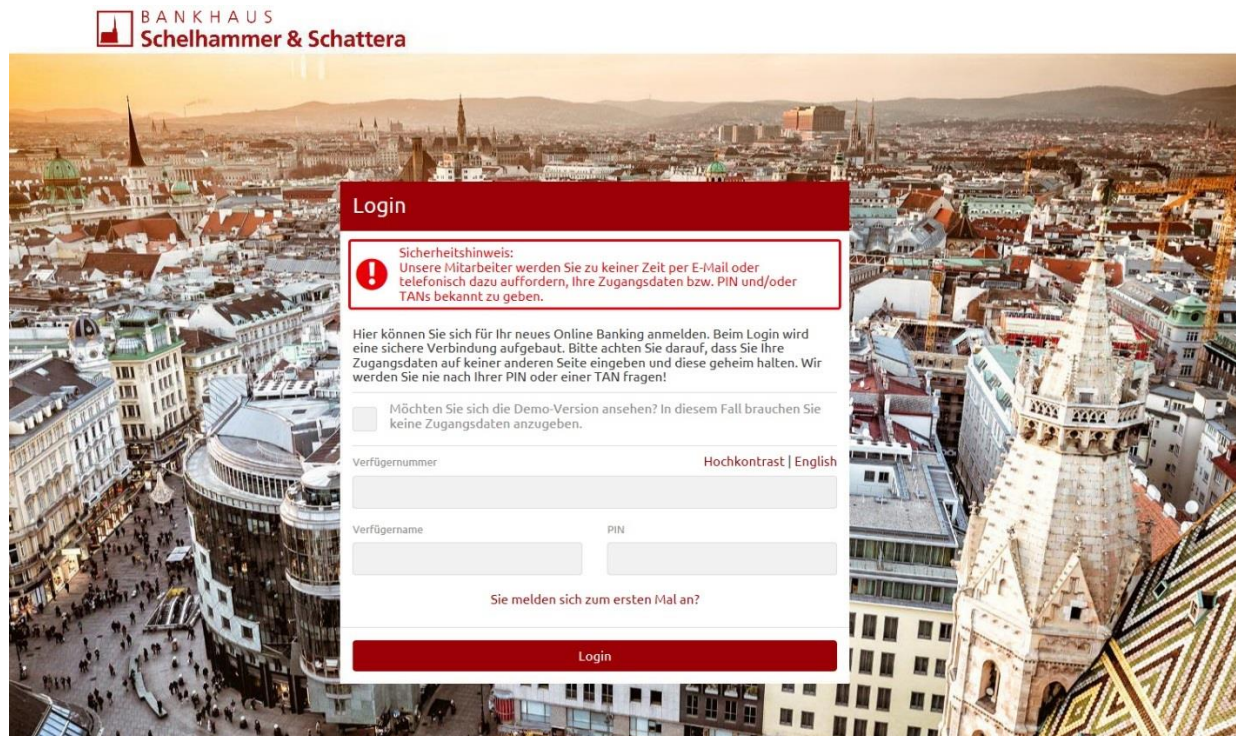 BANKHAUS
Schelhammer & Schattera
Login
Sicherheitshinweis:
Unsere Mitarbeiter werden Sie zu keiner Zeit per E-Mail oder
telefonisch dazu auffordern, Ihre Zugangsdaten bzw. PIN und/oder
TANs bekannt zu geben.
Hier können Sie sich für Ihr neues Online Banking anmelden. Beim Login wird
eine sichere Verbindung aufgebaut. Bitte achten Sie darauf, dass Sie Ihre
Zugangsdaten auf keiner anderen Seite eingeben und diese geheim halten. Wir
werden Sie nie nach Ihrer PIN oder einer TAN fragen!
Möchten Sie sich die Demo-Version ansehen? In diesem Fall brauchen Sie
keine Zugangsdaten anzugeben.
Verfügernummer Hochkontrast | English
Verfügername PIN
Sie melden sich zum ersten Mal an?
Login